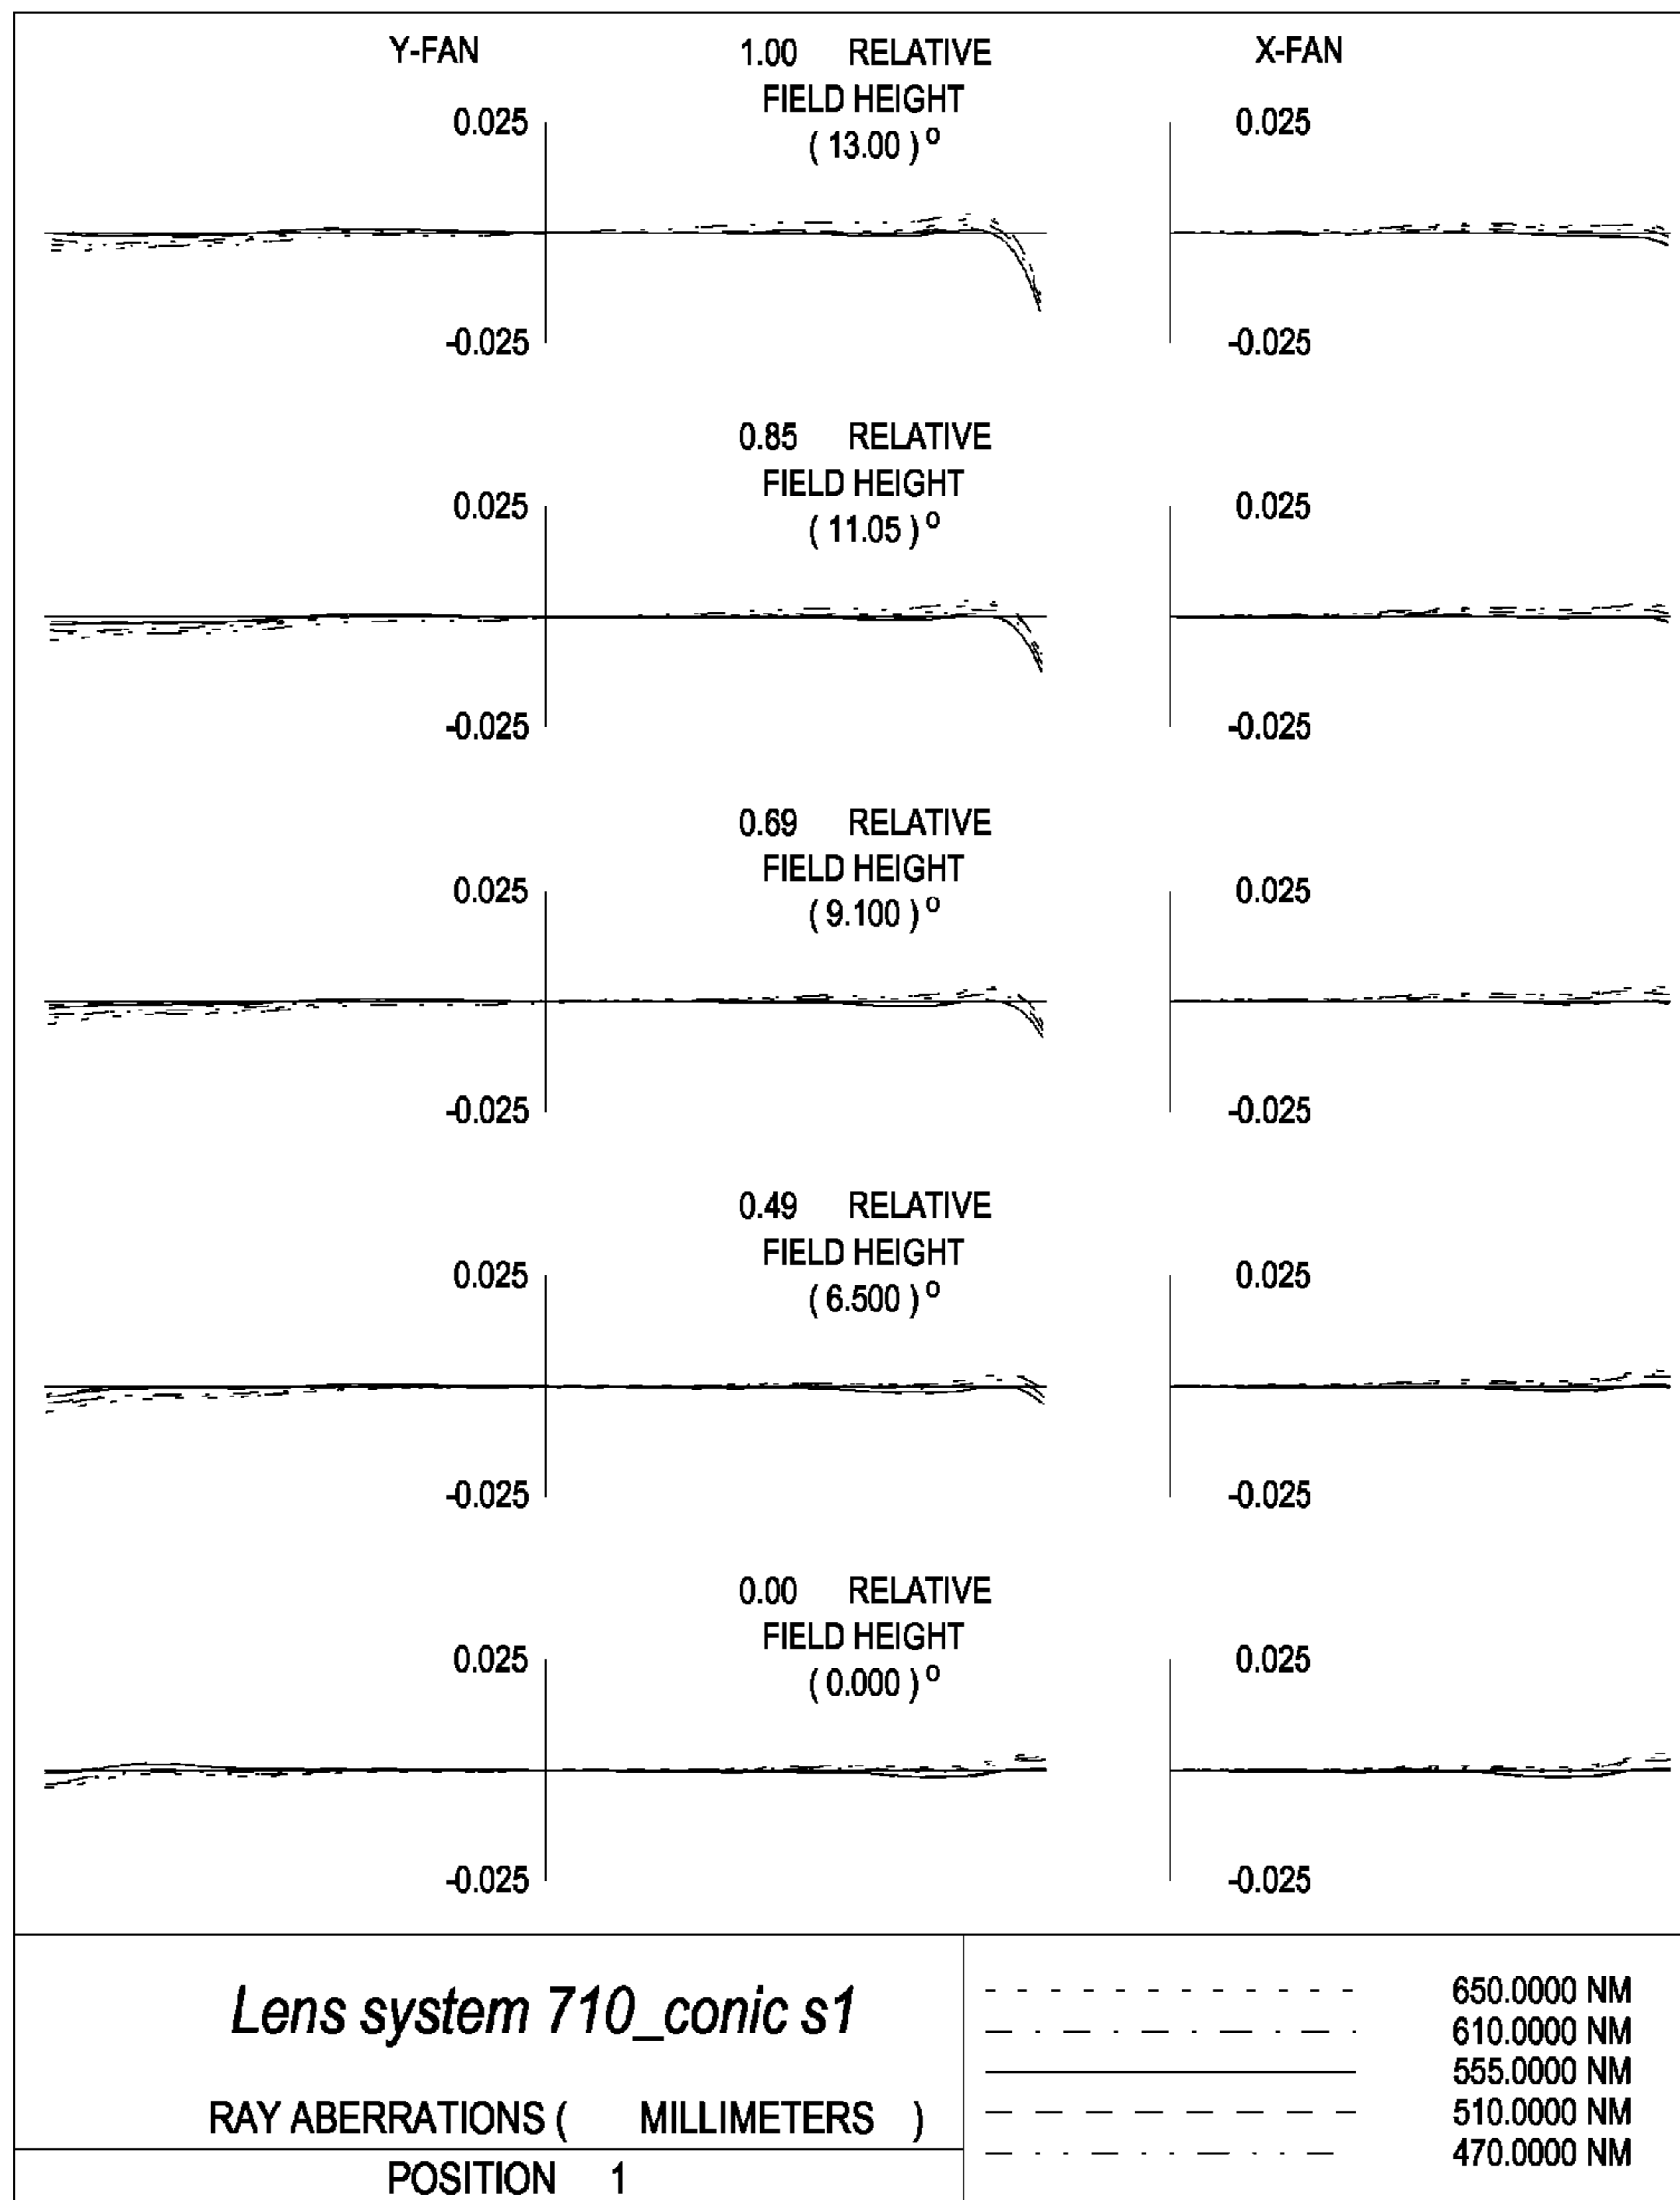 Y-FAN 1.00 RELATIVE X-FAN
FIELD HEIGHT
0.025 ( 13.00 ) º 0.025
-0.025 -0.025
0.85 RELATIVE
FIELD HEIGHT
0.025 ( 11.05 ) º 0.025
-0.025 -0.025
0.69 RELATIVE
FIELD HEIGHT
0.025 ( 9.100 ) º 0.025
-0.025 -0.025
0.49 RELATIVE
FIELD HEIGHT
0.025 ( 6.500 ) º 0.025
-0.025 -0.025
0.00 RELATIVE
FIELD HEIGHT
0.025 ( 0.000 ) º 0.025
-0.025 -0.025
Lens system 710_conic s1
RAY ABERRATIONS ( MILLIMETERS )
POSITION 1
650.0000 NM
610.0000 NM
555.0000 NM
510.0000 NM
470.0000 NM